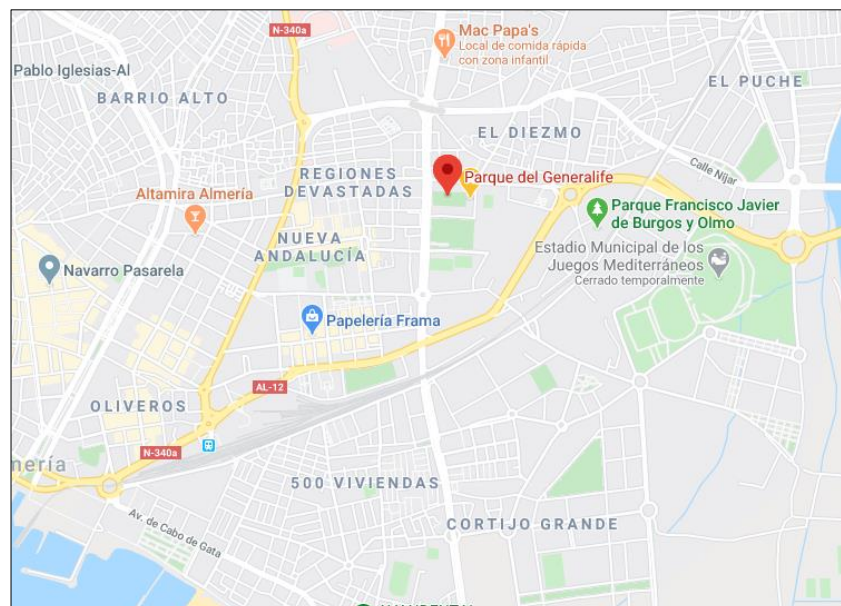 N-340a
Mac Papa's
Local de comida rápida
con zona infantil
Pablo Iglesias-Al
BARRIO ALTO
EL PUCHE
EL DIEZMO
Calle Níjar
REGIONES
DEVASTADAS
Parque del Generalife
Altamira Almería
Parque Francisco Javier
de Burgos y Olmo
NUEVA
ANDALUCÍA
Estadio Municipal de los
Juegos Mediterráneos
Cerrado temporalmente
Navarro Pasarela
Papelería Frama
AL-12
OLIVEROS
N-340a
mería
500 VIVIENDAS
Av. de Cabo de Gata
CORTIJO GRANDE